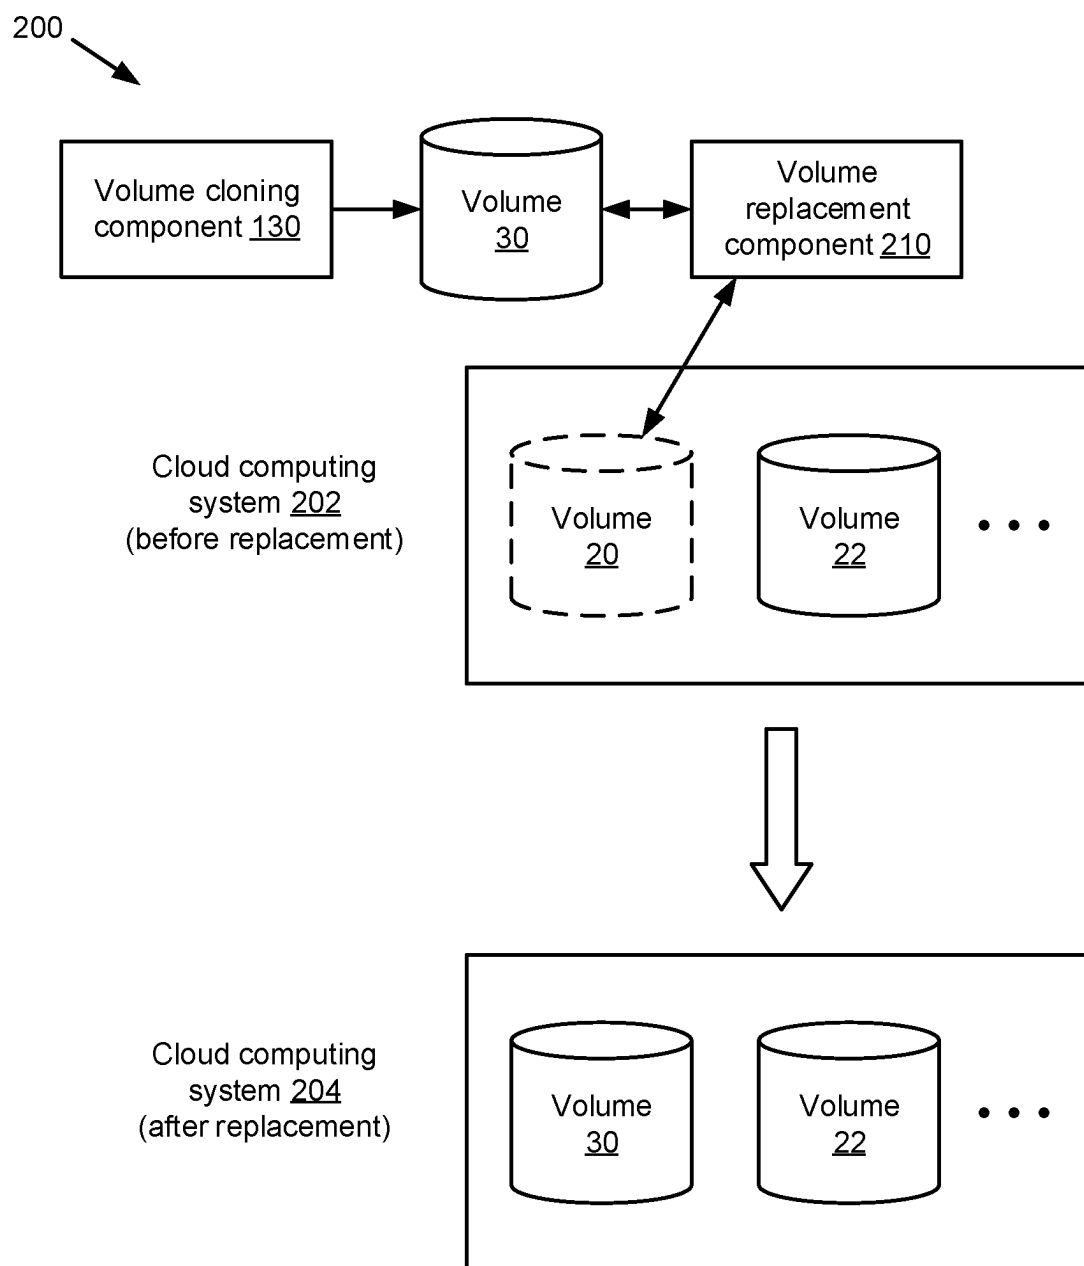 200
Volume cloning
component 130
Volume
30
Volume
replacement
component 210
Cloud computing
system 202
(before replacement)
Volume
20
Volume
22
Cloud computing
system 204
(after replacement)
Volume
30
Volume
22